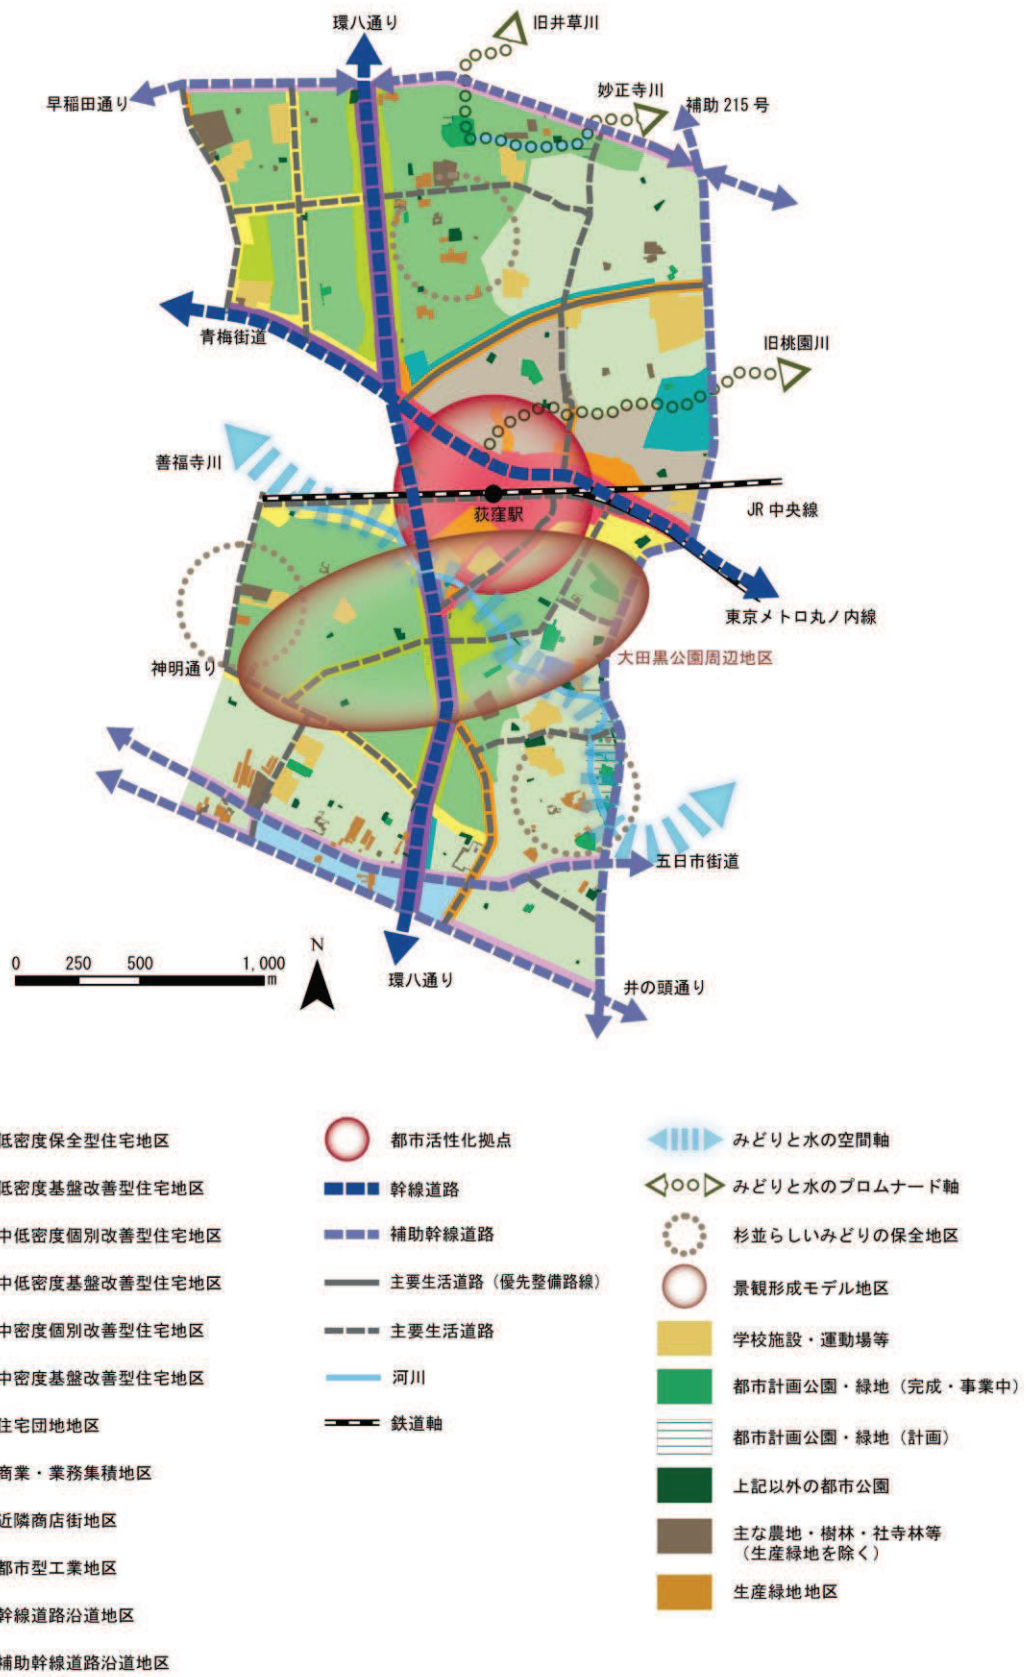 環八通り
旧井草川
早稲田通り
妙正寺川
補助 215 号
青梅街道
旧桃園川
善福寺川
荻窪駅
JR 中央線
東京メトロ丸ノ内線
大田黒公園周辺地区
神明通り
五日市街道
0 250 500 1,000
m
N
環八通り
井の頭通り
低密度保全型住宅地区
低密度基盤改善型住宅地区
中低密度個別改善型住宅地区
中低密度基盤改善型住宅地区
中密度個別改善型住宅地区
中密度基盤改善型住宅地区
住宅団地地区
商業・業務集積地区
近隣商店街地区
都市型工業地区
幹線道路沿道地区
補助幹線道路沿道地区
都市活性化拠点
幹線道路
補助幹線道路
主要生活道路（優先整備路線）
主要生活道路
河川
鉄道軸
みどりと水の空間軸
みどりと水のプロムナード軸
杉並らしいみどりの保全地区
景観形成モデル地区
学校施設・運動場等
都市計画公園・緑地（完成・事業中）
都市計画公園・緑地（計画）
上記以外の都市公園
主な農地・樹林・社寺林等
（生産緑地を除く）
生産緑地地区